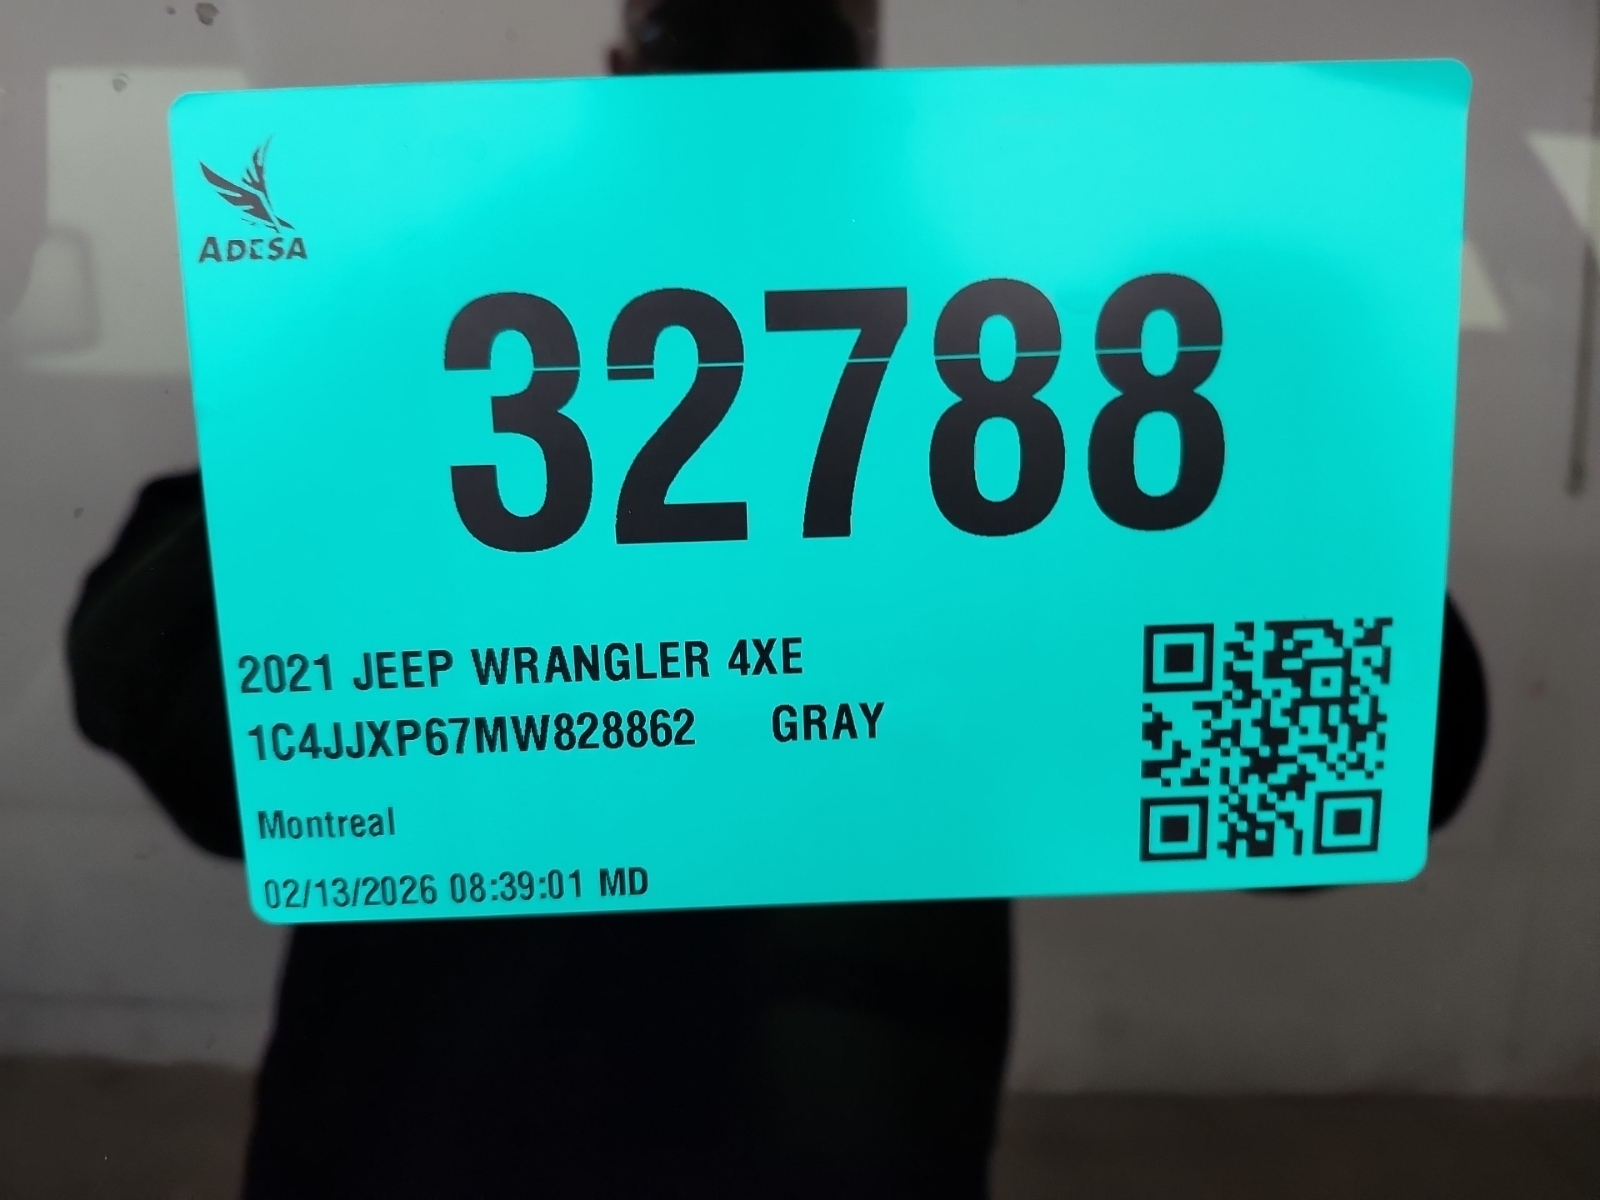 ADESA
32788
2021 JEEP WRANGLER 4XE
1C4JJXP67MW828862 GRAY
Montreal
02/13/2026 08:39:01 MD